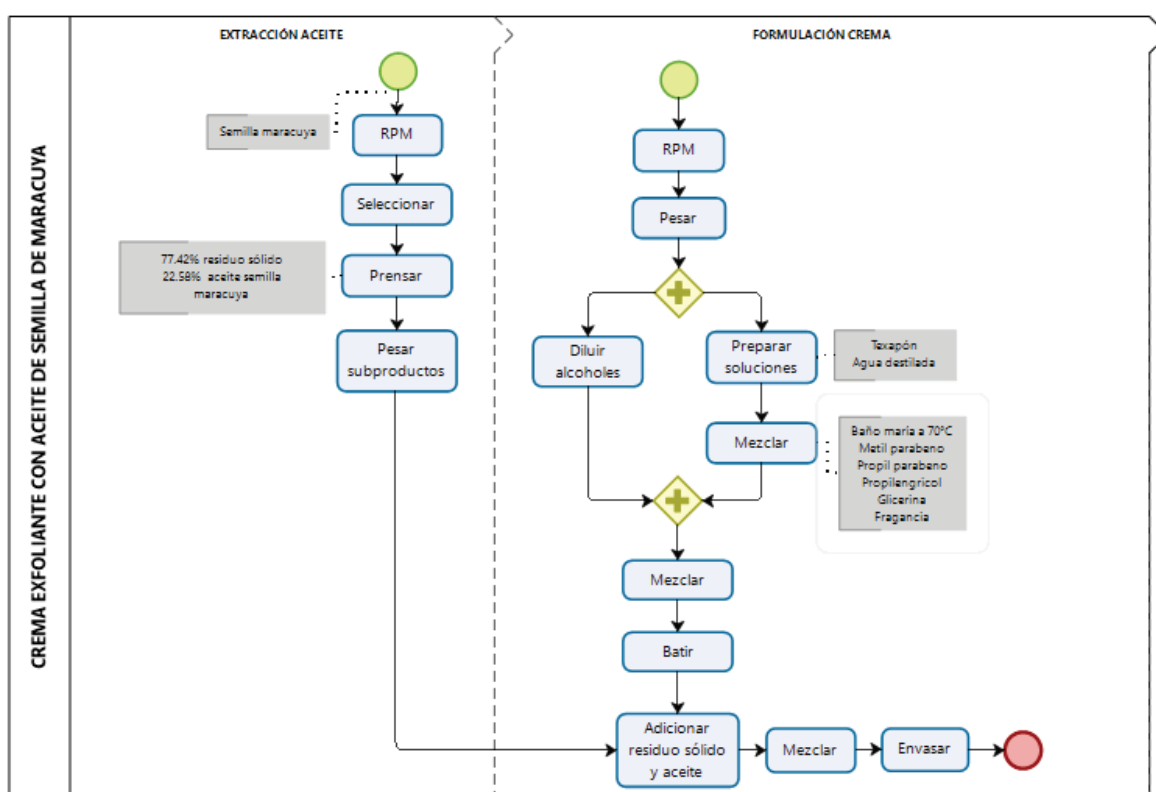 CREMA EXFOLIANTE CON ACEITE DE SEMILLA DE MARACUYA
EXTRACCIÓN ACEITE
Semilla maracuya
RPM
Seleccionar
77.42% residuo sólido
22.58% aceite semilla
maracuya
Prensar
Pesar
subproductos
FORMULACIÓN CREMA
RPM
Pesar
Diluir
alcoholes
Preparar
soluciones
Texapón
Agua destilada
Mezclar
Baño maria a 70°C
Metil parabeno
Propil parabeno
Propilengricol
Glicerina
Fragancia
Mezclar
Batir
Adicionar
residuo sólido
y aceite
Mezclar
Envasar